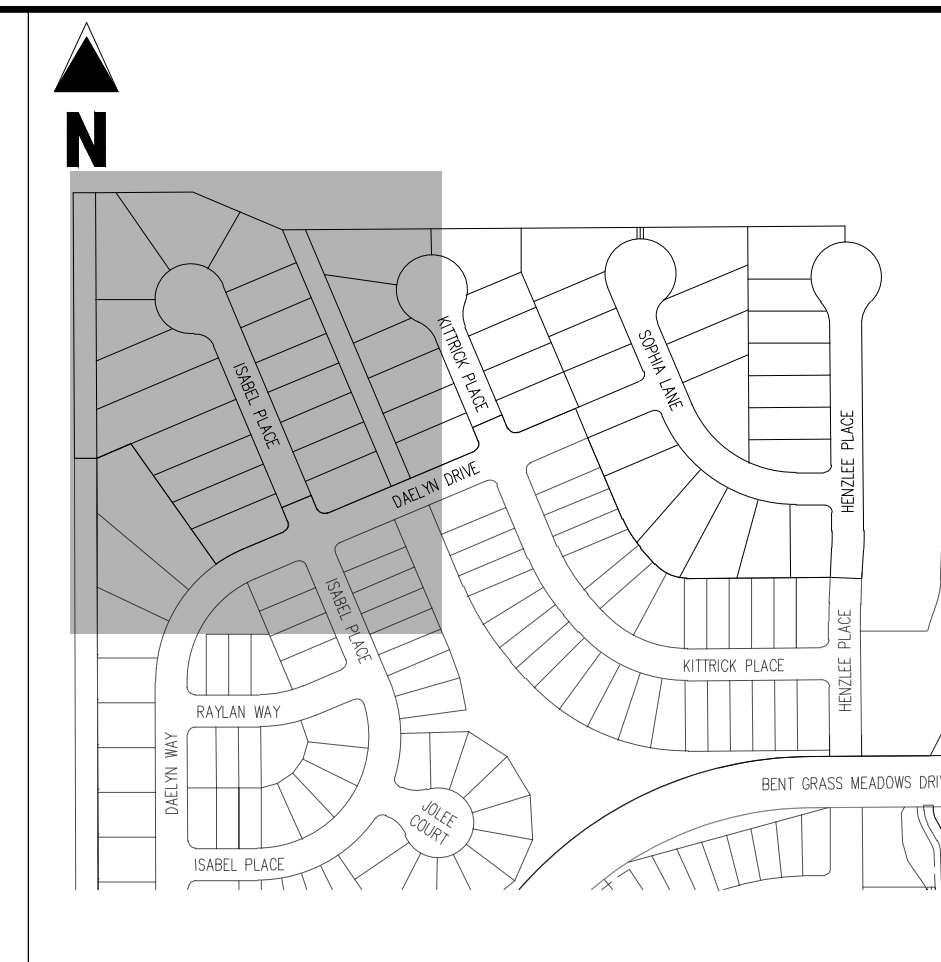 N
ISABEL PLACE
KITTRICK PLACE
SOPHIA LANE
HENZLEE PLACE
DAELYN DRIVE
ISABEL PLACE
KITTRICK PLACE
HENZLEE PLACE
RAYLAN WAY
DAELYN WAY
BENT GRASS MEADOWS DRI
JOLEE
COURT
ISABEL PLACE